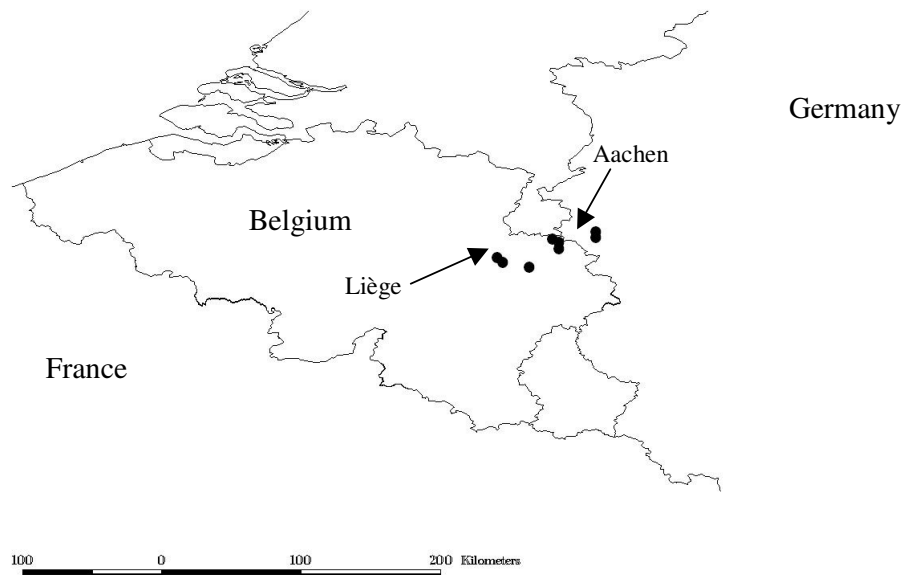 Germany
Aachen
Belgium
Liège
France
100 0 100 200 Kilometers